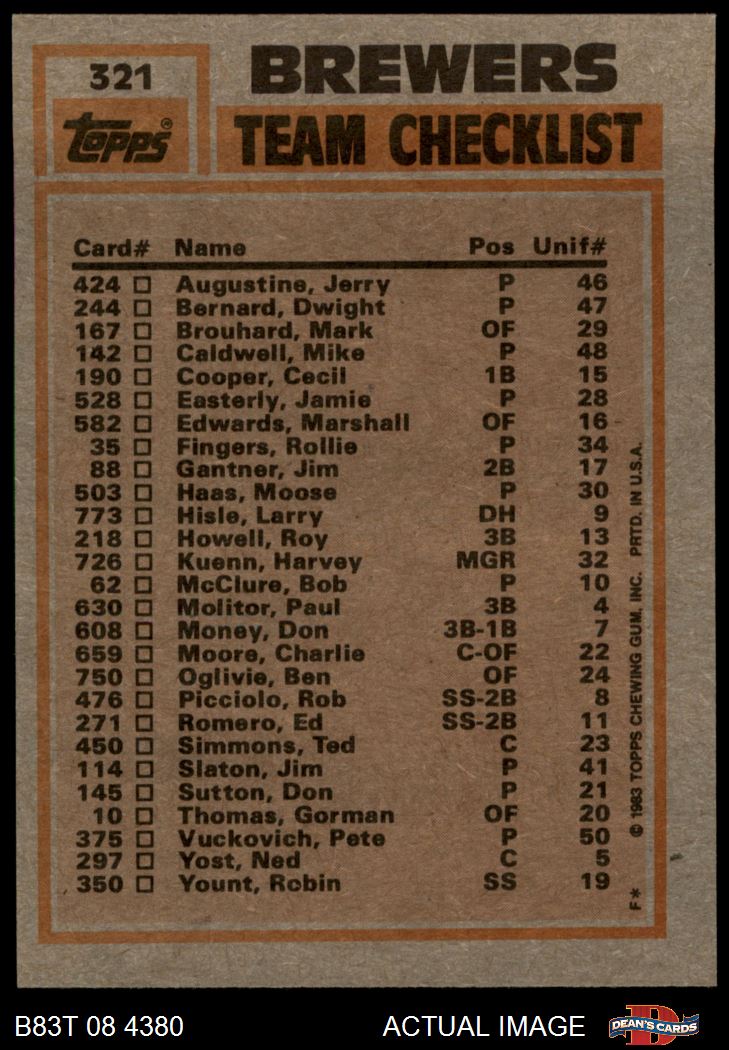 321
BREWERS
Topps®
TEAM CHECKLIST
Card# Name Pos Unif#
424 Augustine, Jerry P 46
244 Bernard, Dwight P 47
167 Brouhard, Mark OF 29
142 Caldwell, Mike P 48
190 Cooper, Cecil 1B 15
528 Easterly, Jamie P 28
582 Edwards, Marshall OF 16
35 Fingers, Rollie P 34
88 Gantner, Jim 2B 17
503 Haas, Moose P 30
773 Hisle, Larry DH 9
218 Howell, Roy 3B 13
726 Kuenn, Harvey MGR 32
62 McClure, Bob P 10
630 Molitor, Paul 3B 4
608 Money, Don 3B-1B 7
659 Moore, Charlie C-OF 22
750 Oglivie, Ben OF 24
476 Picciolo, Rob SS-2B 8
271 Romero, Ed SS-2B 11
450 Simmons, Ted C 23
114 Slaton, Jim P 41
145 Sutton, Don P 21
10 Thomas, Gorman OF 20
375 Vuckovich, Pete P 50
297 Yost, Ned C 5
350 Yount, Robin SS 19
F* © 1983 TOPPS CHEWING GUM, INC. PRTD. IN U.S.A.
B83T 08 4380 ACTUAL IMAGE
D
DEAN'S CARDS